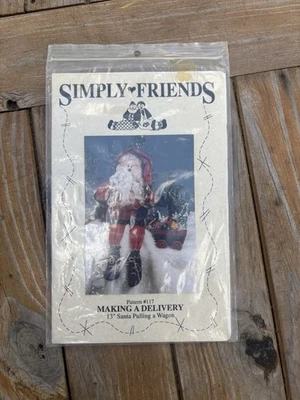 SIMPLY♥FRIENDS
Pattern #117
MAKING A DELIVERY
13" Santa Pulling a Wagon